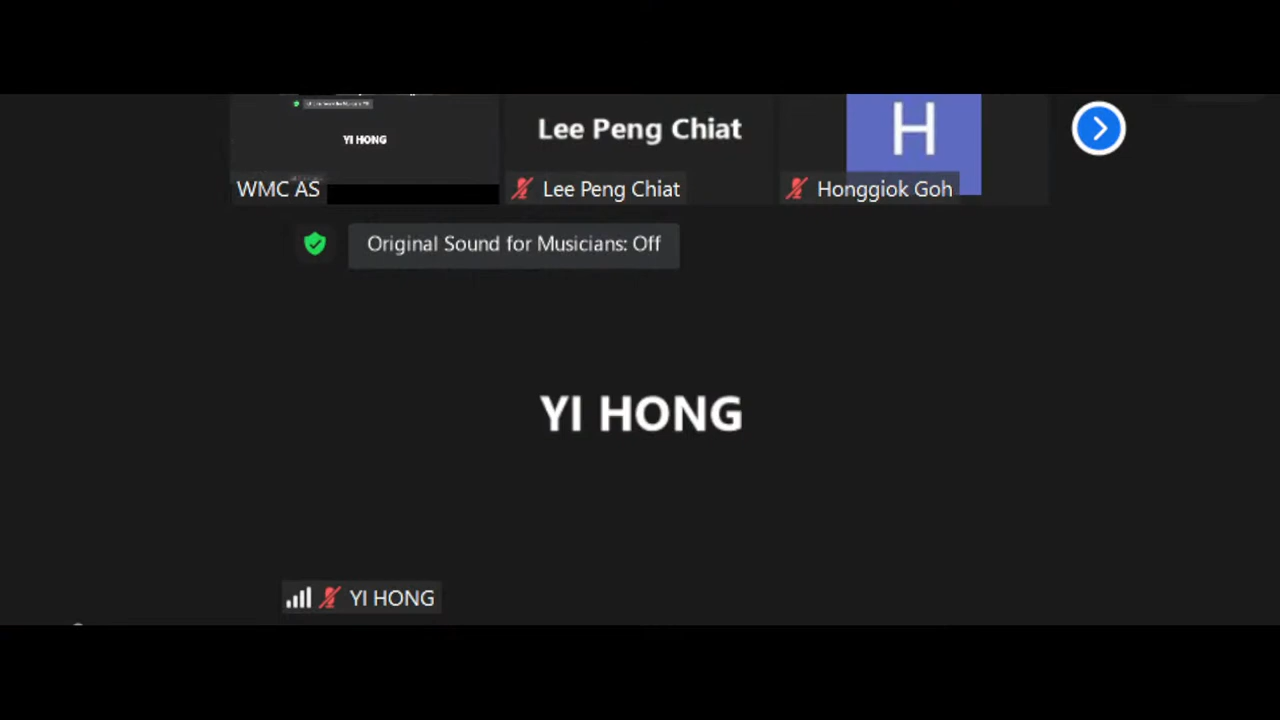 YI HONG
WMC AS
Lee Peng Chiat
Lee Peng Chiat
H
Honggiok Goh
Original Sound for Musicians: Off
YI HONG
YI HONG